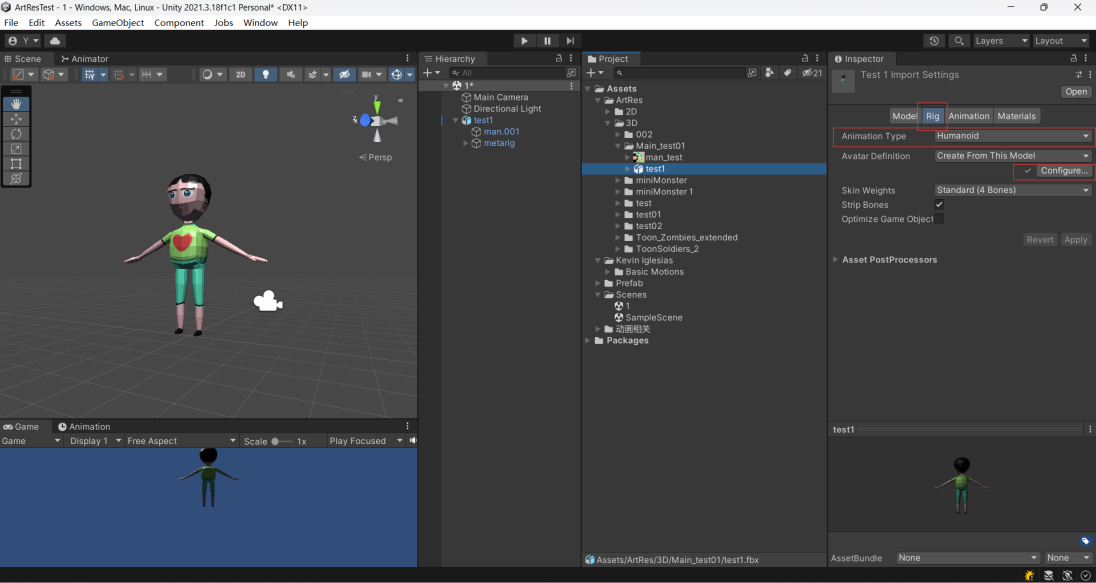 ArtResTest - 1 - Windows, Mac, Linux - Unity 2021.3.18f1c1 Personal* <DX11>
File Edit Assets GameObject Component Jobs Window Help
Y Layers Layout
Scene Animator
2D
y
Persp
Game Animation
Game Display 1 Free Aspect Scale 1x Play Focused
Hierarchy
All
1*
Main Camera
Directional Light
test1
man.001
metarig
Project
21
Assets
ArtRes
2D
3D
002
Main_test01
man_test
test1
miniMonster
miniMonster 1
test
test01
test02
Toon_Zombies_extended
ToonSoldiers_2
Kevin Iglesias
Basic Motions
Prefab
Scenes
1
SampleScene
动画相关
Packages
Assets/ArtRes/3D/Main_test01/test1.fbx
Inspector
Test 1 Import Settings
Open
Model Rig Animation Materials
Animation Type Humanoid
Avatar Definition Create From This Model
Configure...
Skin Weights Standard (4 Bones)
Strip Bones
Optimize Game Object
Revert Apply
Asset PostProcessors
test1
AssetBundle None None